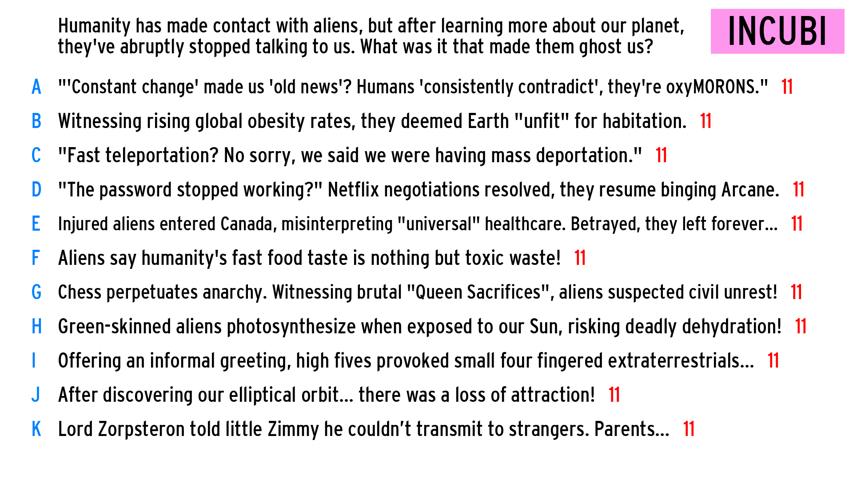 Humanity has made contact with aliens, but after learning more about our planet,
they've abruptly stopped talking to us. What was it that made them ghost us?
INCUBI
A "'Constant change' made us 'old news'? Humans 'consistently contradict', they're oxyMORONS." 11
B Witnessing rising global obesity rates, they deemed Earth "unfit" for habitation. 11
C "Fast teleportation? No sorry, we said we were having mass deportation." 11
D "The password stopped working?" Netflix negotiations resolved, they resume binging Arcane. 11
E Injured aliens entered Canada, misinterpreting "universal" healthcare. Betrayed, they left forever... 11
F Aliens say humanity's fast food taste is nothing but toxic waste! 11
G Chess perpetuates anarchy. Witnessing brutal "Queen Sacrifices", aliens suspected civil unrest! 11
H Green-skinned aliens photosynthesize when exposed to our Sun, risking deadly dehydration! 11
I Offering an informal greeting, high fives provoked small four fingered extraterrestrials... 11
J After discovering our elliptical orbit... there was a loss of attraction! 11
K Lord Zorpsteron told little Zimmy he couldn't transmit to strangers. Parents... 11